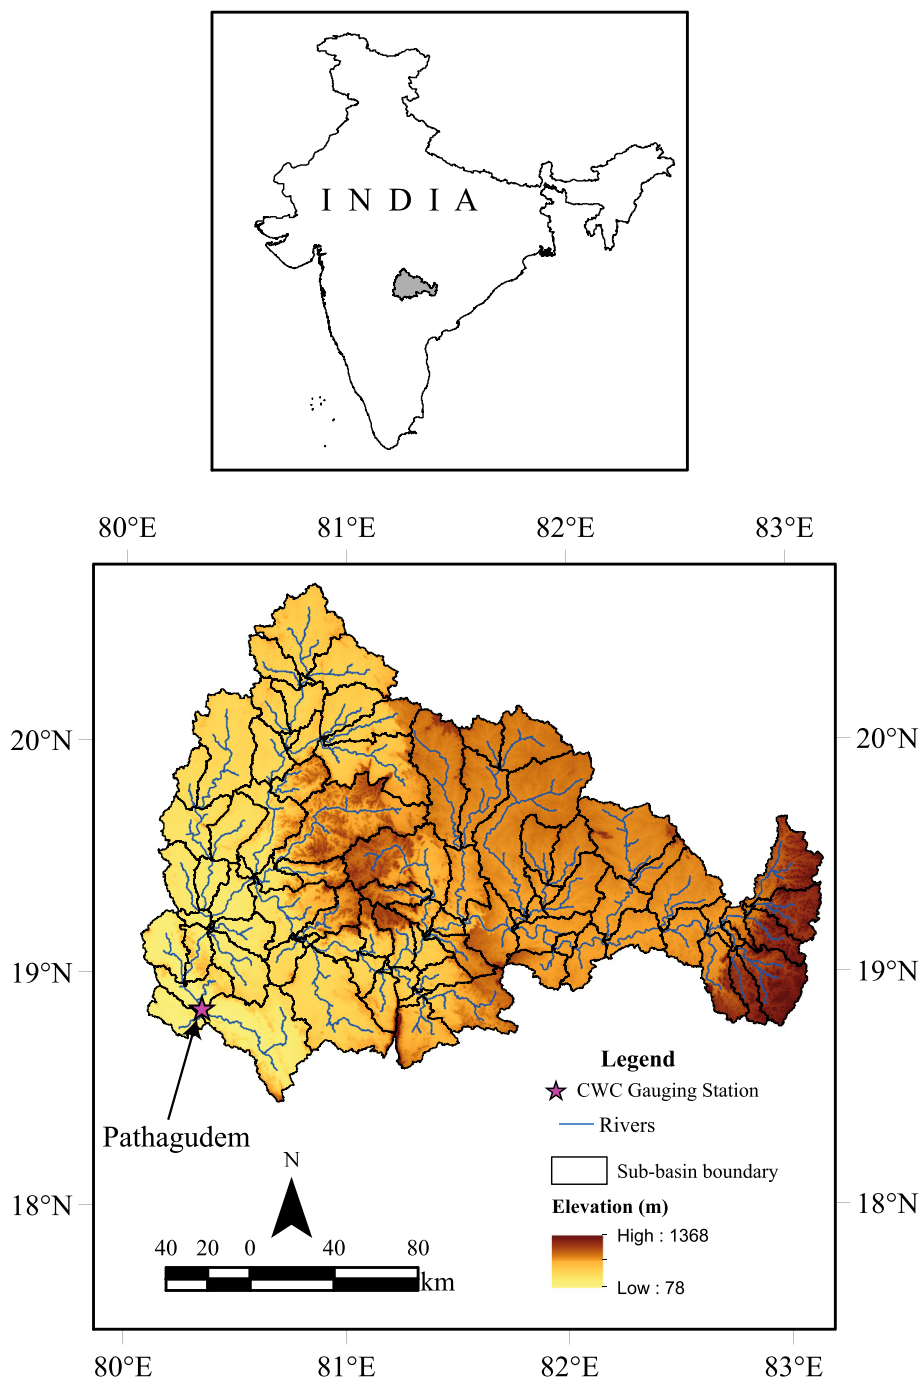 INDIA
80°E 81°E 82°E 83°E
20°N 20°N
19°N 19°N
Legend
CWC Gauging Station
Rivers
Pathagudem
Sub-basin boundary
N
18°N 18°N
Elevation (m)
High : 1368
Low : 78
40 20 0 40 80
km
80°E 81°E 82°E 83°E